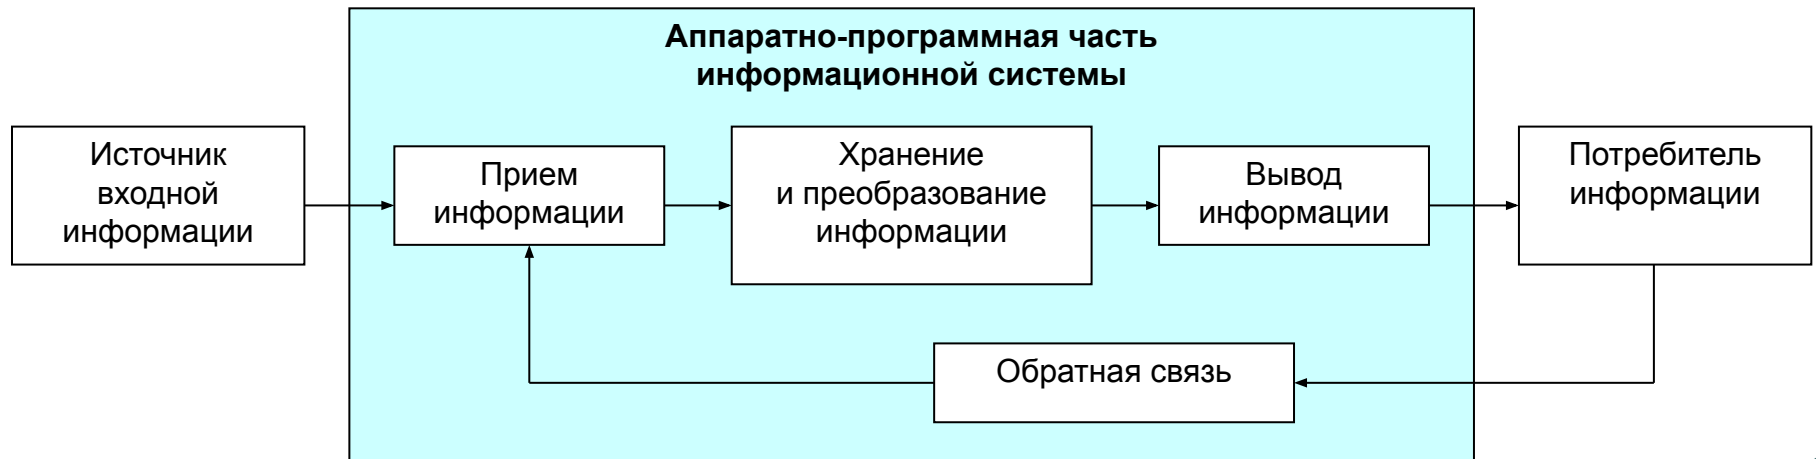 Аппаратно-программная часть
информационной системы
Источник
входной
информации
Прием
информации
Хранение
и преобразование
информации
Вывод
информации
Потребитель
информации
Обратная связь